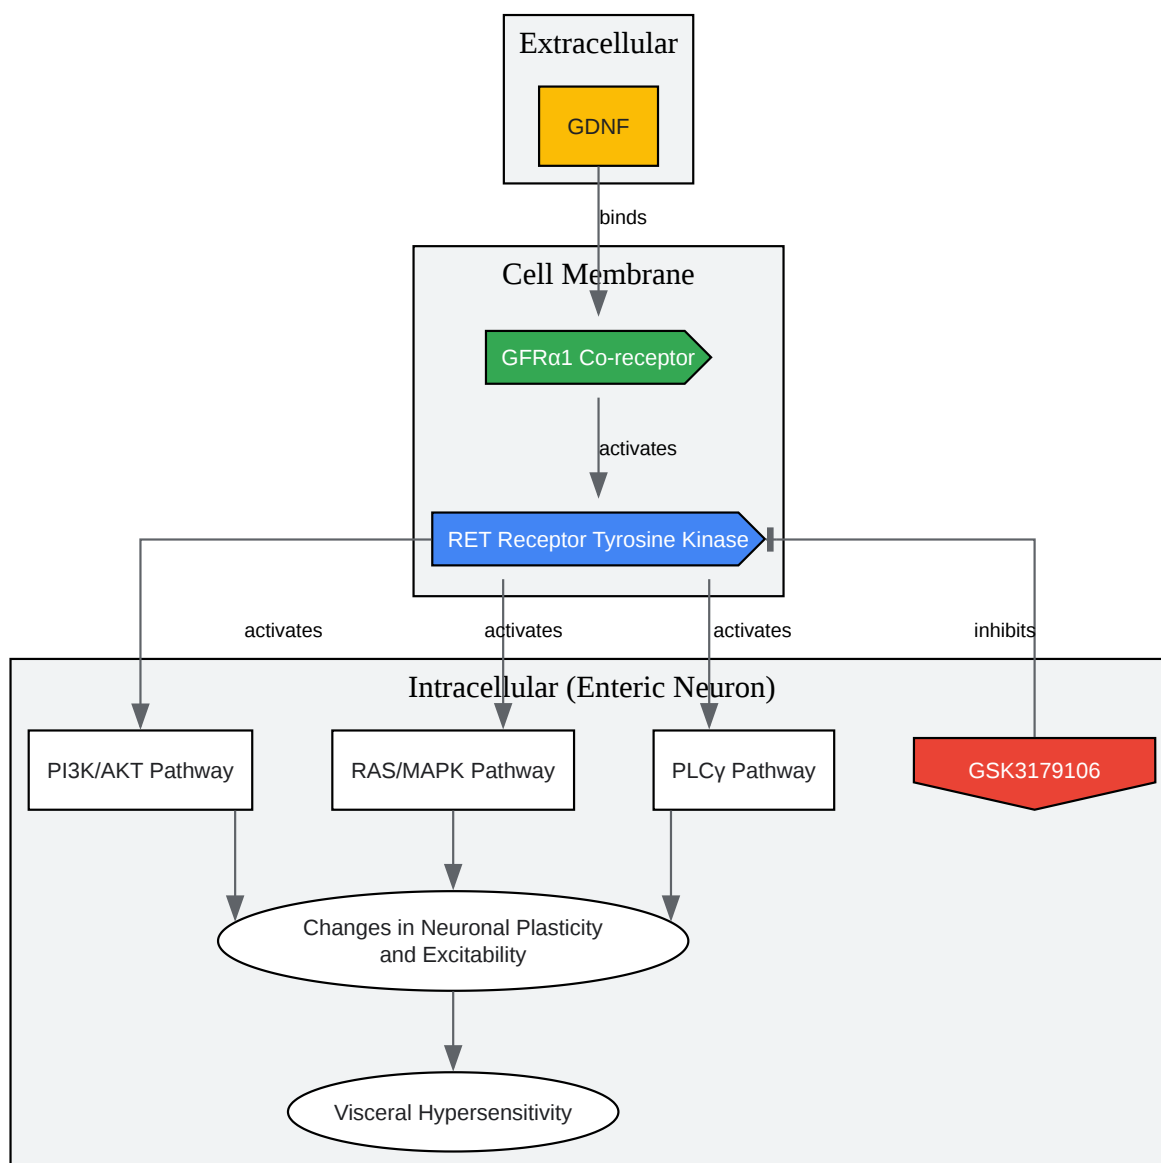 Extracellular
GDNF
binds
Cell Membrane
GFRα1 Co-receptor
activates
RET Receptor Tyrosine Kinase
activates
activates
activates
inhibits
Intracellular (Enteric Neuron)
PI3K/AKT Pathway
RAS/MAPK Pathway
PLCγ Pathway
GSK3179106
Changes in Neuronal Plasticity
and Excitability
Visceral Hypersensitivity